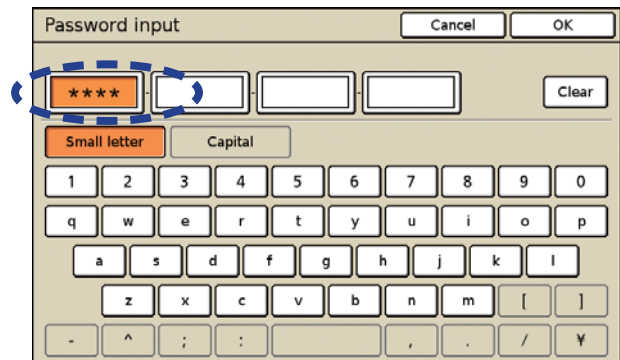 Password input Cancel OK
**** - - - Clear
Small letter Capital
1 2 3 4 5 6 7 8 9 0
q w e r t y u i o p
a s d f g h j k l
z x c v b n m [ ]
- ^ ; : , . / ¥